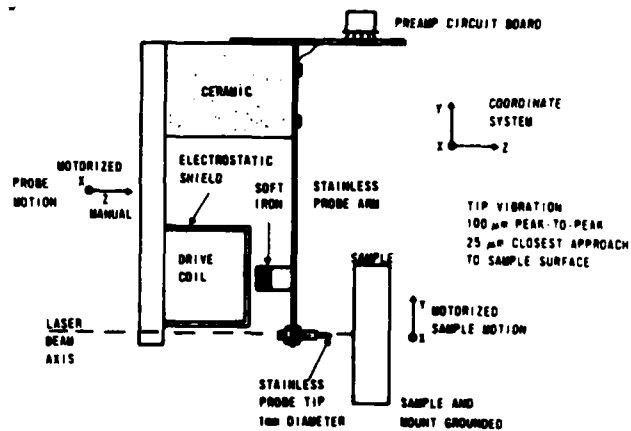 PREAMP CIRCUIT BOARD
CERAMIC
Y
X
Z
COORDINATE
SYSTEM
ELECTROSTATIC
SHIELD
MOTORIZED
X
Z
MANUAL
PROBE
MOTION
SOFT
IRON
STAINLESS
PROBE ARM
TIP VIBRATION
100 μm PEAK-TO-PEAK
25 μm CLOSEST APPROACH
TO SAMPLE SURFACE
DRIVE
COIL
SAMPLE
Y
X
MOTORIZED
SAMPLE MOTION
LASER
BEAM
AXIS
STAINLESS
PROBE TIP
1mm DIAMETER
SAMPLE AND
MOUNT GROUNDED